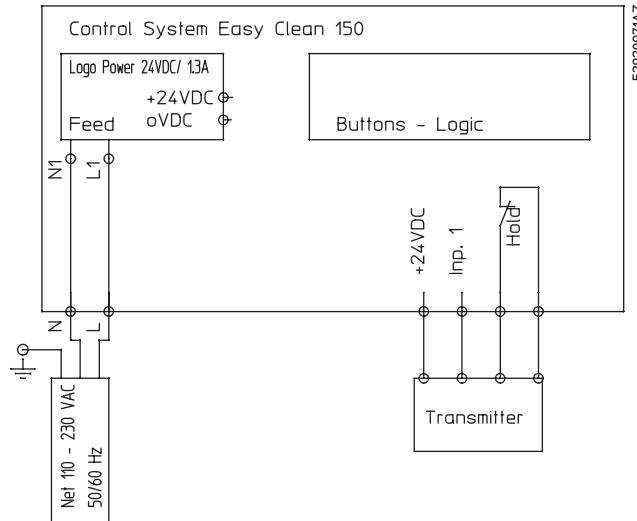 Control System Easy Clean 150
Logo Power 24VDC/ 1.3A
+24VDC
oVDC
Feed
Buttons - Logic
N1
L1
+24VDC
Inp. 1
Hold
N
L
Net 110 - 230 VAC
50/60 Hz
Transmitter